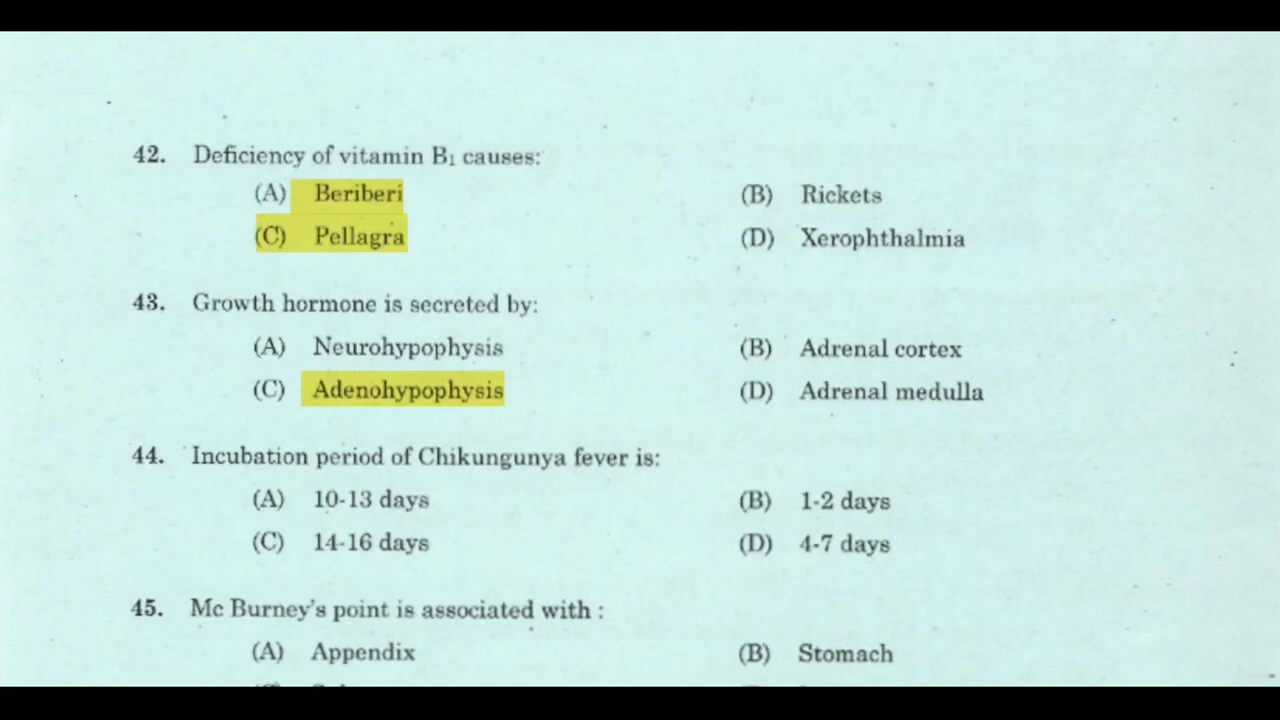 42. Deficiency of vitamin B₁ causes:
(A) Beriberi (B) Rickets
(C) Pellagra (D) Xerophthalmia
43. Growth hormone is secreted by:
(A) Neurohypophysis (B) Adrenal cortex
(C) Adenohypophysis (D) Adrenal medulla
44. Incubation period of Chikungunya fever is:
(A) 10-13 days (B) 1-2 days
(C) 14-16 days (D) 4-7 days
45. Mc Burney's point is associated with :
(A) Appendix (B) Stomach